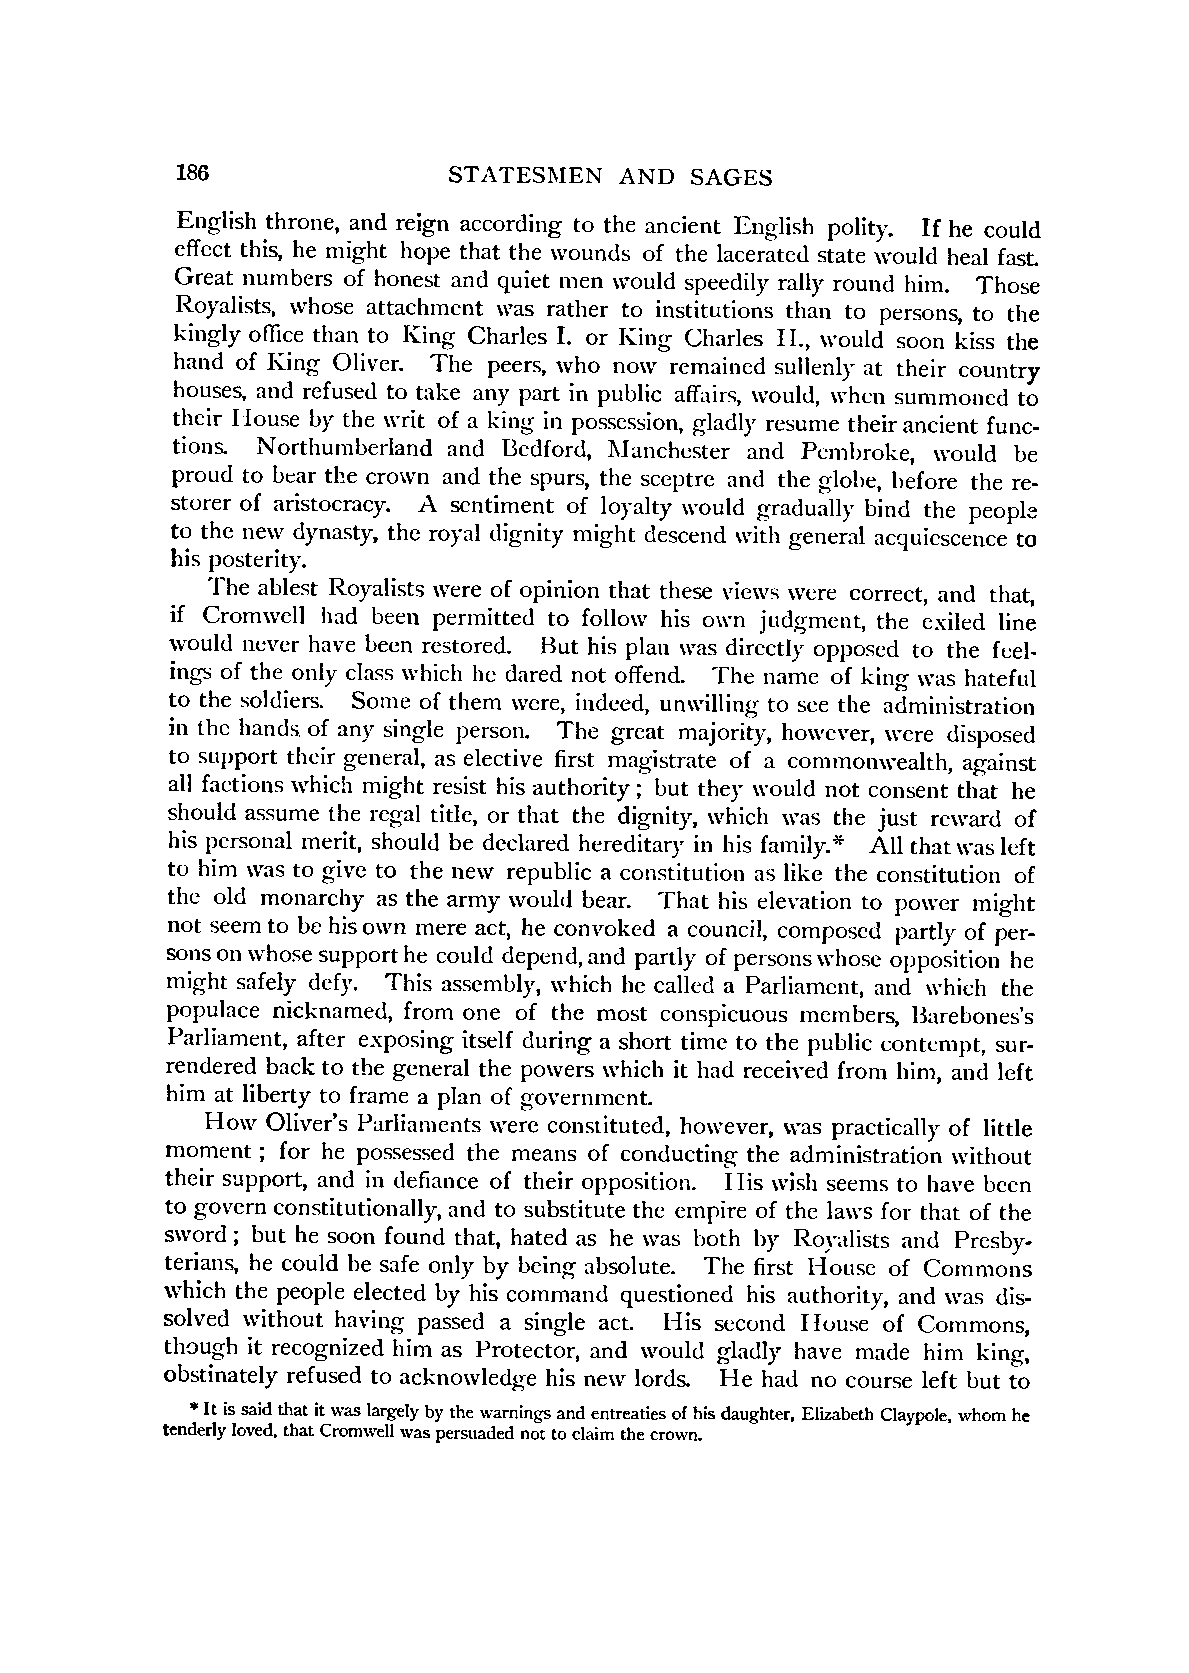 186 STATESMEN AND SAGES
English throne, and reign according to the ancient English polity. If he could
effect this, he might hope that the wounds of the lacerated state would heal fast.
Great numbers of honest and quiet men would speedily rally round him. Those
Royalists, whose attachment was rather to institutions than to persons, to the
kingly office than to King Charles I. or King Charles II., would soon kiss the
hand of King Oliver. The peers, who now remained sullenly at their country
houses, and refused to take any part in public affairs, would, when summoned to
their House by the writ of a king in possession, gladly resume their ancient func-
tions. Northumberland and Bedford, Manchester and Pembroke, would be
proud to bear the crown and the spurs, the sceptre and the globe, before the re-
storer of aristocracy. A sentiment of loyalty would gradually bind the people
to the new dynasty, the royal dignity might descend with general acquiescence to
his posterity.
The ablest Royalists were of opinion that these views were correct, and that,
if Cromwell had been permitted to follow his own judgment, the exiled line
would never have been restored. But his plan was directly opposed to the feel-
ings of the only class which he dared not offend. The name of king was hateful
to the soldiers. Some of them were, indeed, unwilling to see the administration
in the hands of any single person. The great majority, however, were disposed
to support their general, as elective first magistrate of a commonwealth, against
all factions which might resist his authority; but they would not consent that he
should assume the regal title, or that the dignity, which was the just reward of
his personal merit, should be declared hereditary in his family.* All that was left
to him was to give to the new republic a constitution as like the constitution of
the old monarchy as the army would bear. That his elevation to power might
not seem to be his own mere act, he convoked a council, composed partly of per-
sons on whose support he could depend, and partly of persons whose opposition he
might safely defy. This assembly, which he called a Parliament, and which the
populace nicknamed, from one of the most conspicuous members, Barebones's
Parliament, after exposing itself during a short time to the public contempt, sur-
rendered back to the general the powers which it had received from him, and left
him at liberty to frame a plan of government.
How Oliver's Parliaments were constituted, however, was practically of little
moment; for he possessed the means of conducting the administration without
their support, and in defiance of their opposition. His wish seems to have been
to govern constitutionally, and to substitute the empire of the laws for that of the
sword; but he soon found that, hated as he was both by Royalists and Presby-
terians, he could be safe only by being absolute. The first House of Commons
which the people elected by his command questioned his authority, and was dis-
solved without having passed a single act. His second House of Commons,
though it recognized him as Protector, and would gladly have made him king,
obstinately refused to acknowledge his new lords. He had no course left but to
* It is said that it was largely by the warnings and entreaties of his daughter, Elizabeth Claypole, whom he
tenderly loved, that Cromwell was persuaded not to claim the crown.